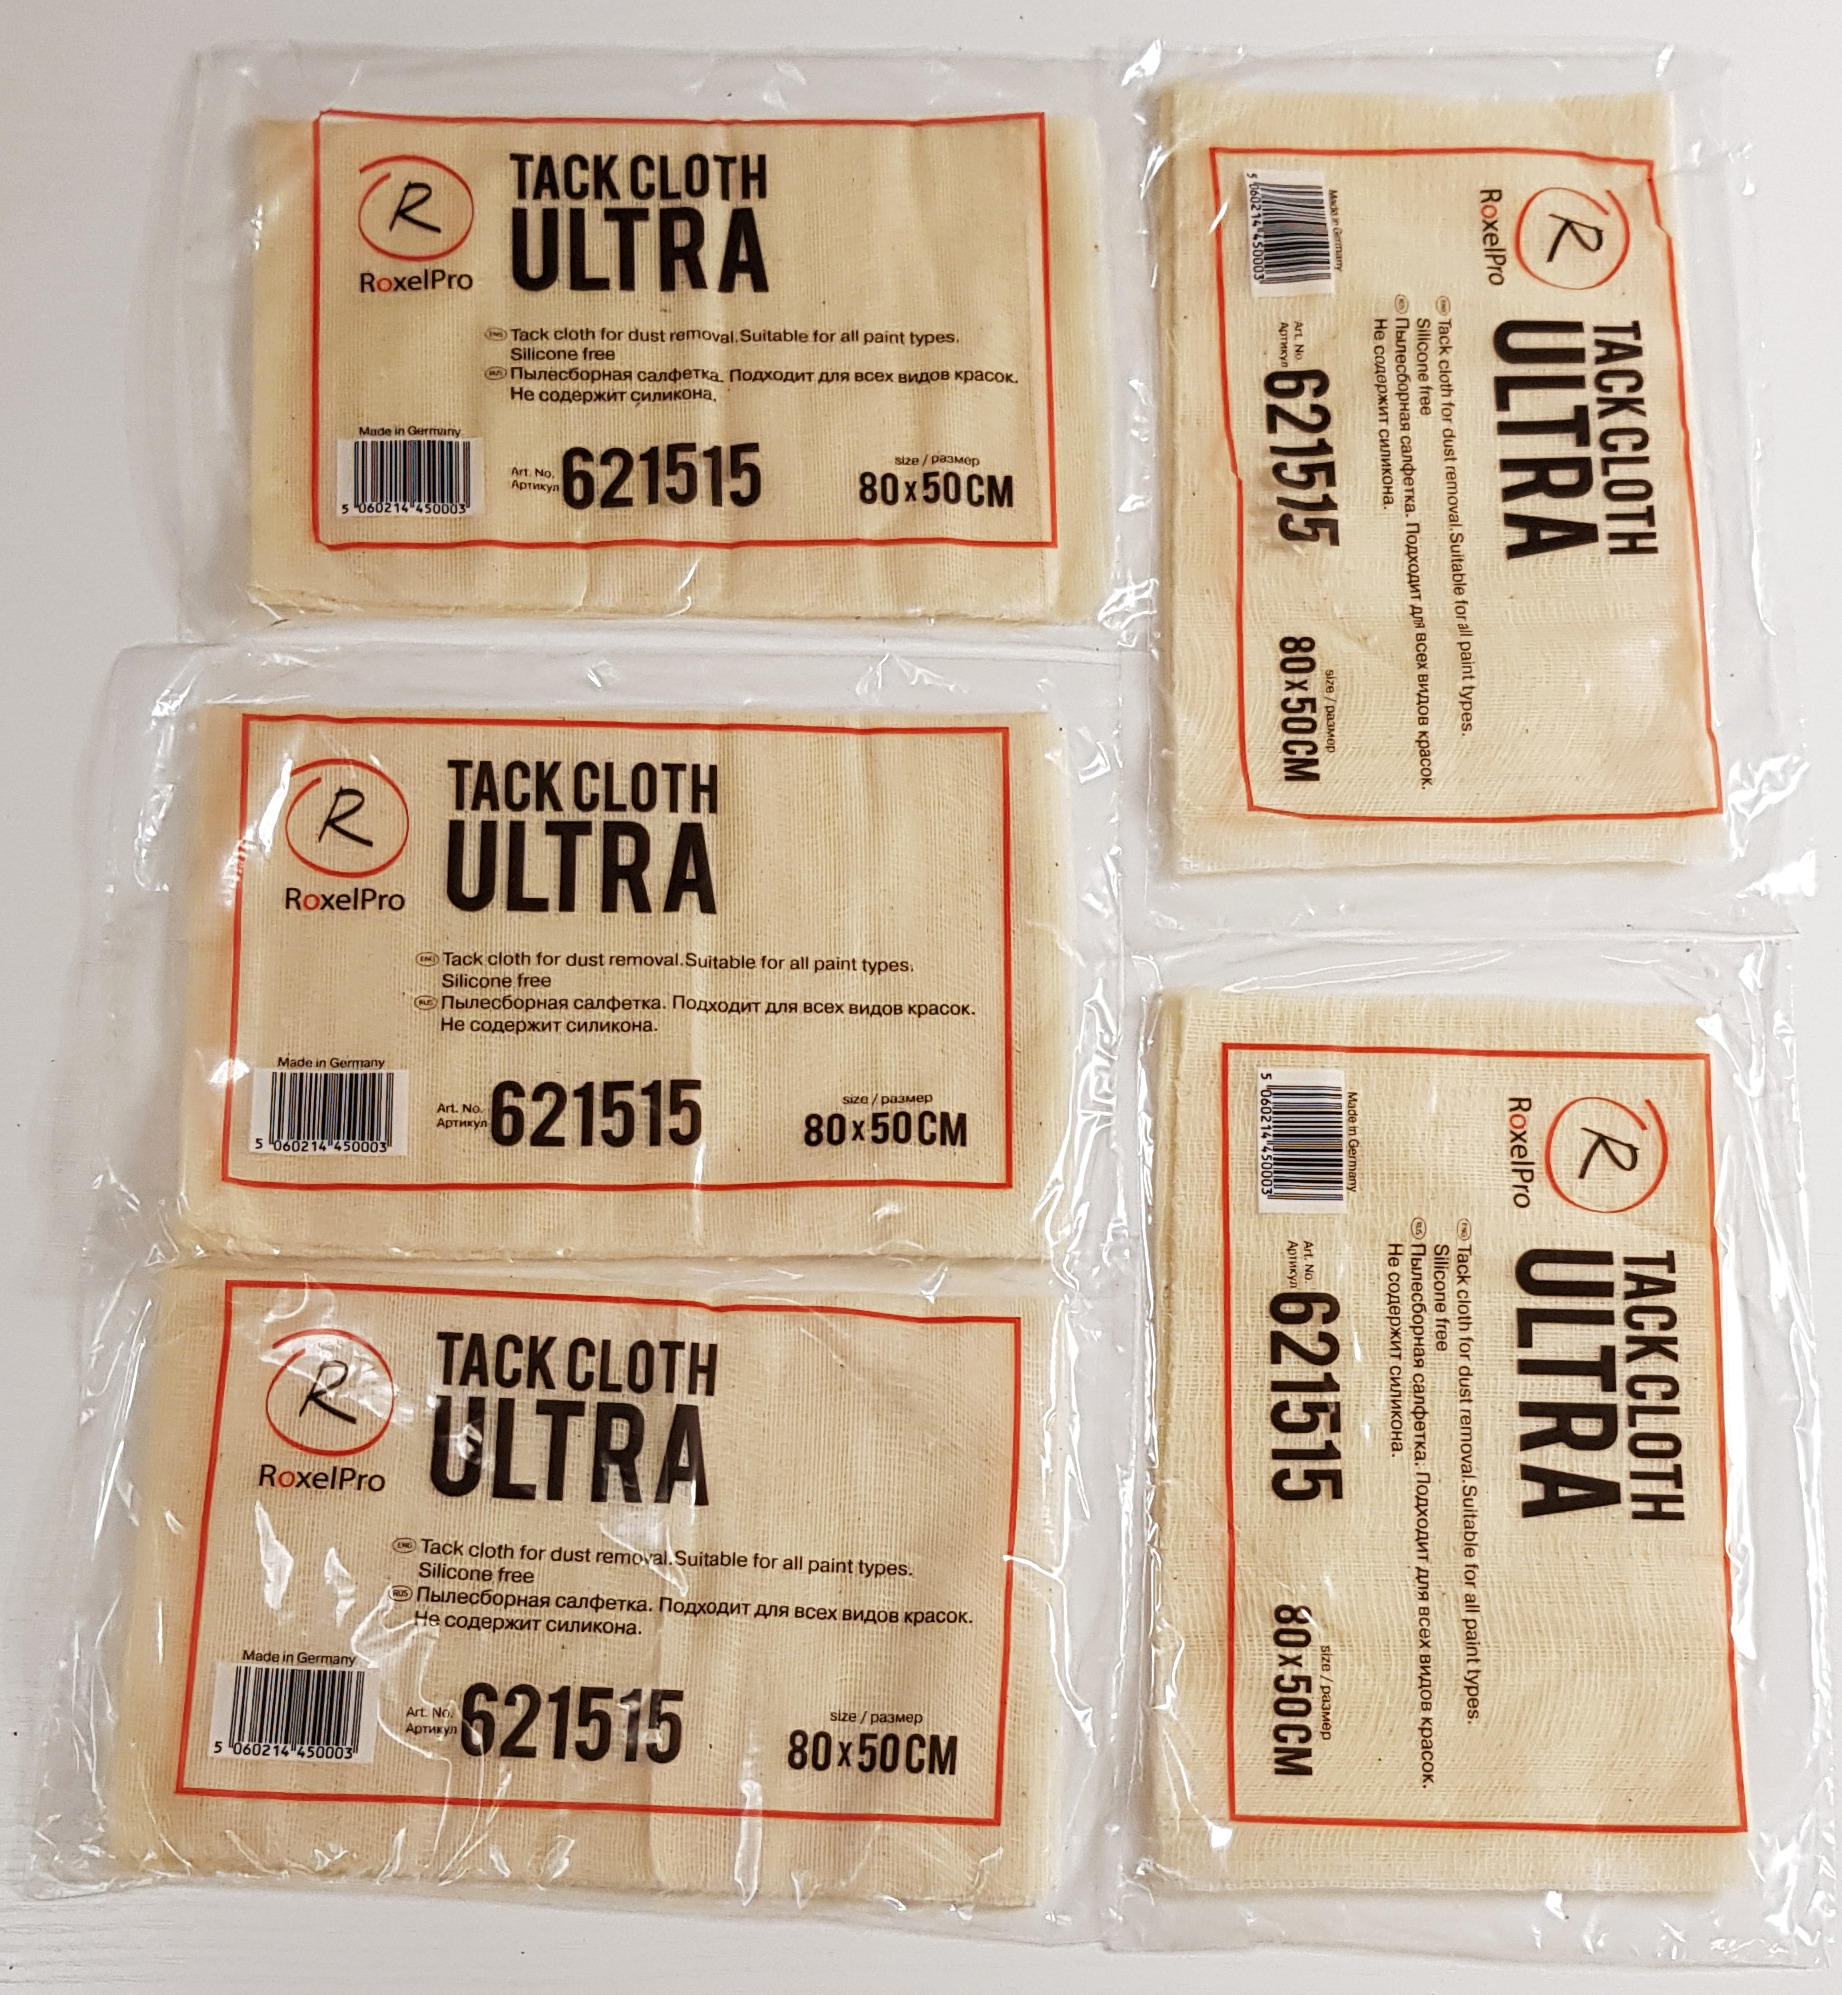 R
RoxelPro
TACK CLOTH
ULTRA
ENG Tack cloth for dust removal.Suitable for all paint types.
Silicone free
RUS Пылесборная салфетка. Подходит для всех видов красок.
Не содержит силикона.
Made in Germany
5 060214 450003
Art. No.
Артикул
621515
size / размер
80x50CM
R
RoxelPro
TACK CLOTH
ULTRA
ENG Tack cloth for dust removal.Suitable for all paint types.
Silicone free
RUS Пылесборная салфетка. Подходит для всех видов красок.
Не содержит силикона.
Made in Germany
5 060214 450003
Art. No.
Артикул
621515
size / размер
80x50CM
R
RoxelPro
TACK CLOTH
ULTRA
ENG Tack cloth for dust removal.Suitable for all paint types.
Silicone free
RUS Пылесборная салфетка. Подходит для всех видов красок.
Не содержит силикона.
Made in Germany
5 060214 450003
Art. No.
Артикул
621515
size / размер
80x50CM
R
RoxelPro
TACK CLOTH
ULTRA
ENG Tack cloth for dust removal.Suitable for all paint types.
Silicone free
RUS Пылесборная салфетка. Подходит для всех видов красок.
Не содержит силикона.
Made in Germany
5 060214 450003
Art. No.
Артикул
621515
size / размер
80x50CM
R
RoxelPro
TACK CLOTH
ULTRA
ENG Tack cloth for dust removal.Suitable for all paint types.
Silicone free
RUS Пылесборная салфетка. Подходит для всех видов красок.
Не содержит силикона.
Made in Germany
5 060214 450003
Art. No.
Артикул
621515
size / размер
80x50CM